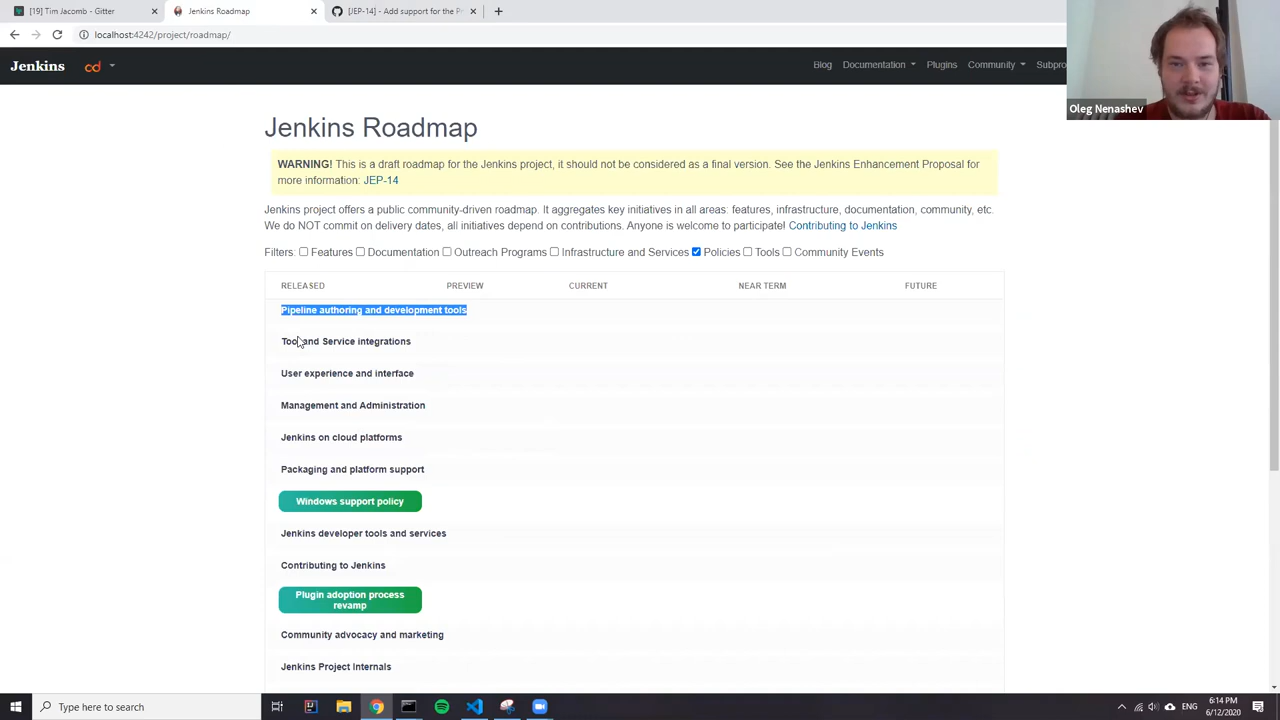 [19] Tim Jacomb - Gitter
Jenkins Roadmap
[JEP-14] - Add support for the P
localhost:4242/project/roadmap/
Jenkins
cd
Blog
Documentation
Plugins
Community
Subpro
Oleg Nenashev
Jenkins Roadmap
WARNING! This is a draft roadmap for the Jenkins project, it should not be considered as a final version. See the Jenkins Enhancement Proposal for
more information: JEP-14
Jenkins project offers a public community-driven roadmap. It aggregates key initiatives in all areas: features, infrastructure, documentation, community, etc.
We do NOT commit on delivery dates, all initiatives depend on contributions. Anyone is welcome to participate! Contributing to Jenkins
Filters: Features Documentation Outreach Programs Infrastructure and Services Policies Tools Community Events
RELEASED PREVIEW CURRENT NEAR TERM FUTURE
Pipeline authoring and development tools
Tool and Service integrations
User experience and interface
Management and Administration
Jenkins on cloud platforms
Packaging and platform support
Windows support policy
Jenkins developer tools and services
Contributing to Jenkins
Plugin adoption process
revamp
Community advocacy and marketing
Jenkins Project Internals
Type here to search
ENG
6:14 PM
6/12/2020